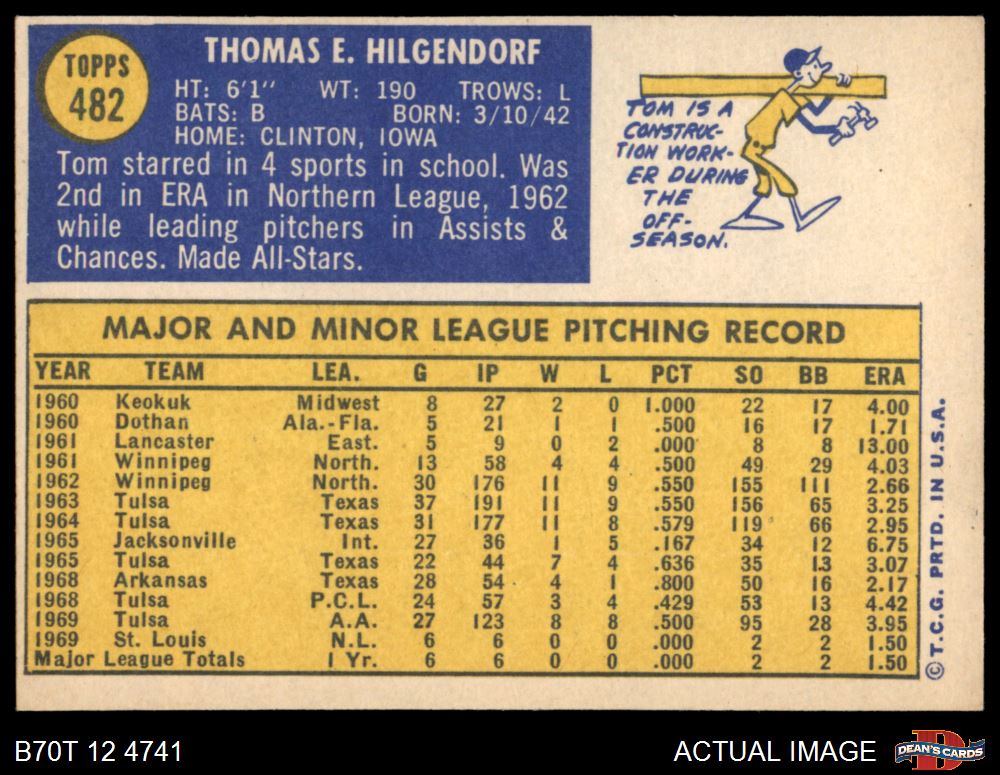 TOPPS
482
THOMAS E. HILGENDORF
HT: 6'1" WT: 190 TROWS: L
BATS: B BORN: 3/10/42
HOME: CLINTON, IOWA
Tom starred in 4 sports in school. Was
2nd in ERA in Northern League, 1962
while leading pitchers in Assists &
Chances. Made All-Stars.
TOM IS A
CONSTRUC-
TION WORK-
ER DURING
THE
OFF-
SEASON.
MAJOR AND MINOR LEAGUE PITCHING RECORD
YEAR TEAM LEA. G IP W L PCT SO BB ERA
1960 Keokuk Midwest 8 27 2 0 1.000 22 17 4.00
1960 Dothan Ala.-Fla. 5 21 1 1 .500 16 17 1.71
1961 Lancaster East. 5 9 0 2 .000 8 8 13.00
1961 Winnipeg North. 13 58 4 4 .500 49 29 4.03
1962 Winnipeg North. 30 176 11 9 .550 155 111 2.66
1963 Tulsa Texas 37 191 11 9 .550 156 65 3.25
1964 Tulsa Texas 31 177 11 8 .579 119 66 2.95
1965 Jacksonville Int. 27 36 1 5 .167 34 12 6.75
1965 Tulsa Texas 22 44 7 4 .636 35 13 3.07
1968 Arkansas Texas 28 54 4 1 .800 50 16 2.17
1968 Tulsa P.C.L. 24 57 3 4 .429 53 13 4.42
1969 Tulsa A.A. 27 123 8 8 .500 95 28 3.95
1969 St. Louis N.L. 6 6 0 0 .000 2 2 1.50
Major League Totals 1 Yr. 6 6 0 0 .000 2 2 1.50
© T.C.G. PRTD. IN U.S.A.
B70T 12 4741
ACTUAL IMAGE
DEAN'S CARDS